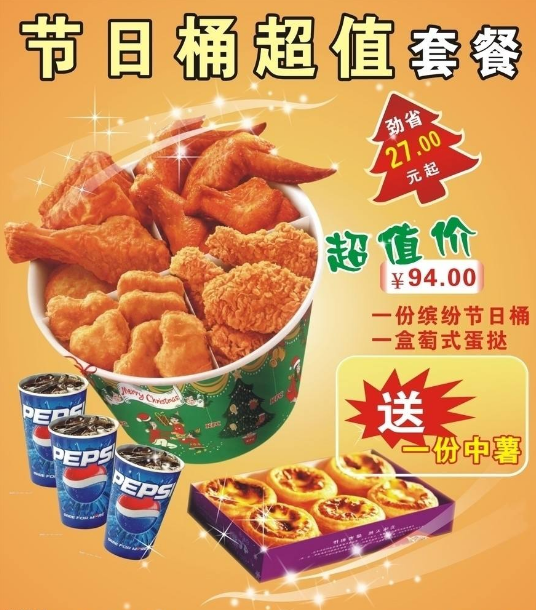 节日桶超值套餐
劲省
27.00
元起
超值价
¥94.00
一份缤纷节日桶
一盒葡式蛋挞
送
一份中薯
Merry Christmas
PEPSI
PEPSI
PEPSI